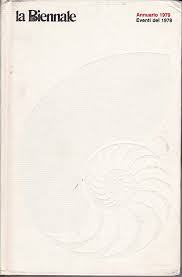 la Biennale
Annuario 1979
Eventi del 1978